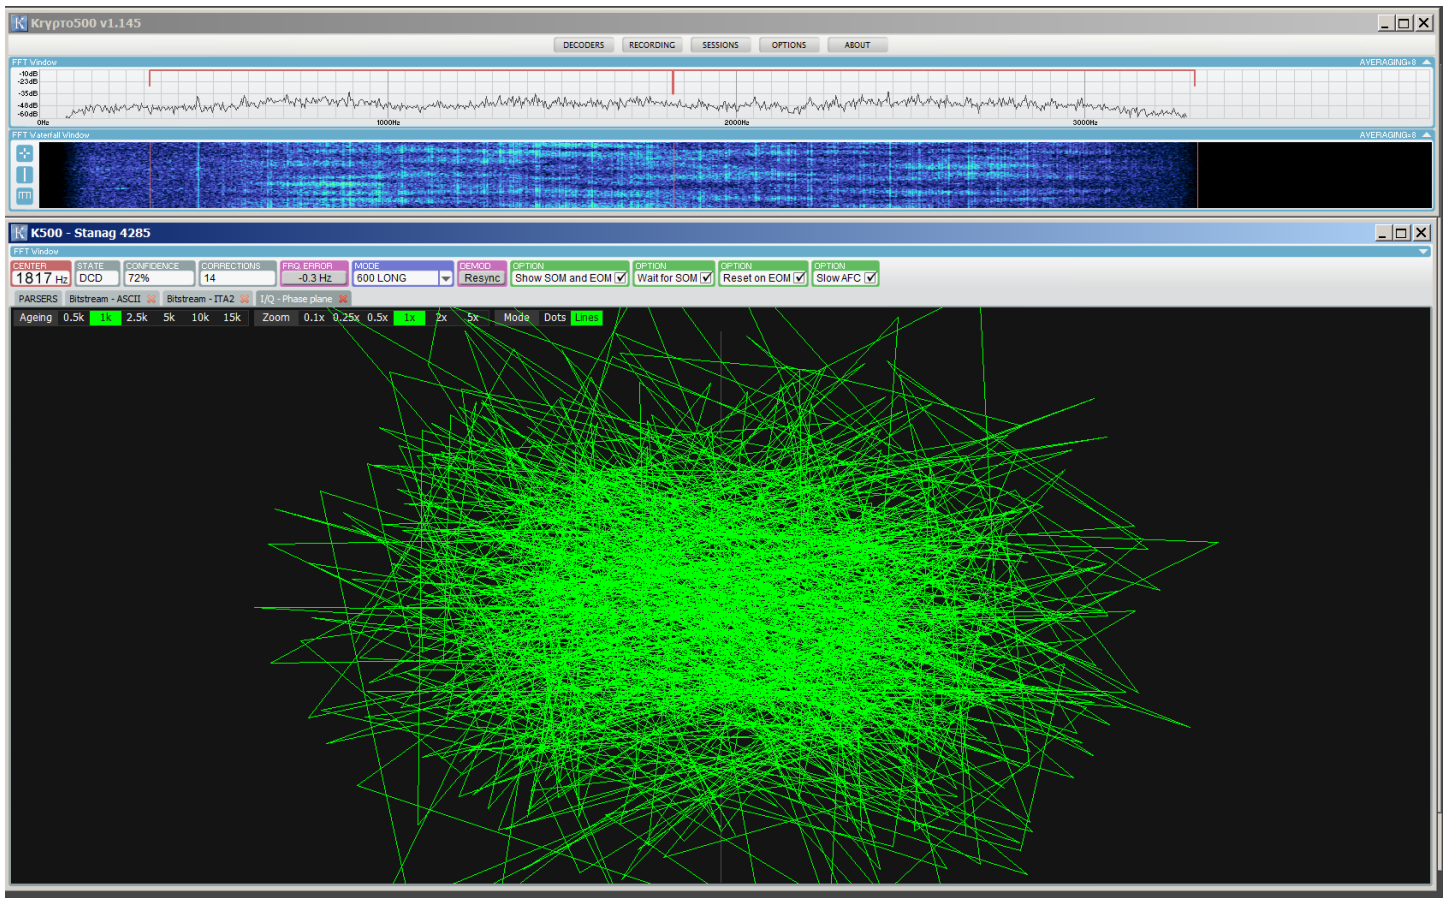 Krypto500 v1.145
DECODERS RECORDING SESSIONS OPTIONS ABOUT
FFT Window AVERAGING=8
-10dB
-23dB
-35dB
-48dB
-60dB
0Hz 1000Hz 2000Hz 3000Hz
FFT Waterfall Window AVERAGING=8
K500 - Stanag 4285
FFT Window
CENTER STATE CONFIDENCE CORRECTIONS FRQ. ERROR MODE DEMOD OPTION OPTION OPTION OPTION
1817 Hz DCD 72% 14 -0.3 Hz 600 LONG Resync Show SOM and EOM Wait for SOM Reset on EOM Slow AFC
PARSERS Bitstream - ASCII Bitstream - ITA2 I/Q - Phase plane
Ageing 0.5k 1k 2.5k 5k 10k 15k Zoom 0.1x 0.25x 0.5x 1x 2x 5x Mode Dots Lines